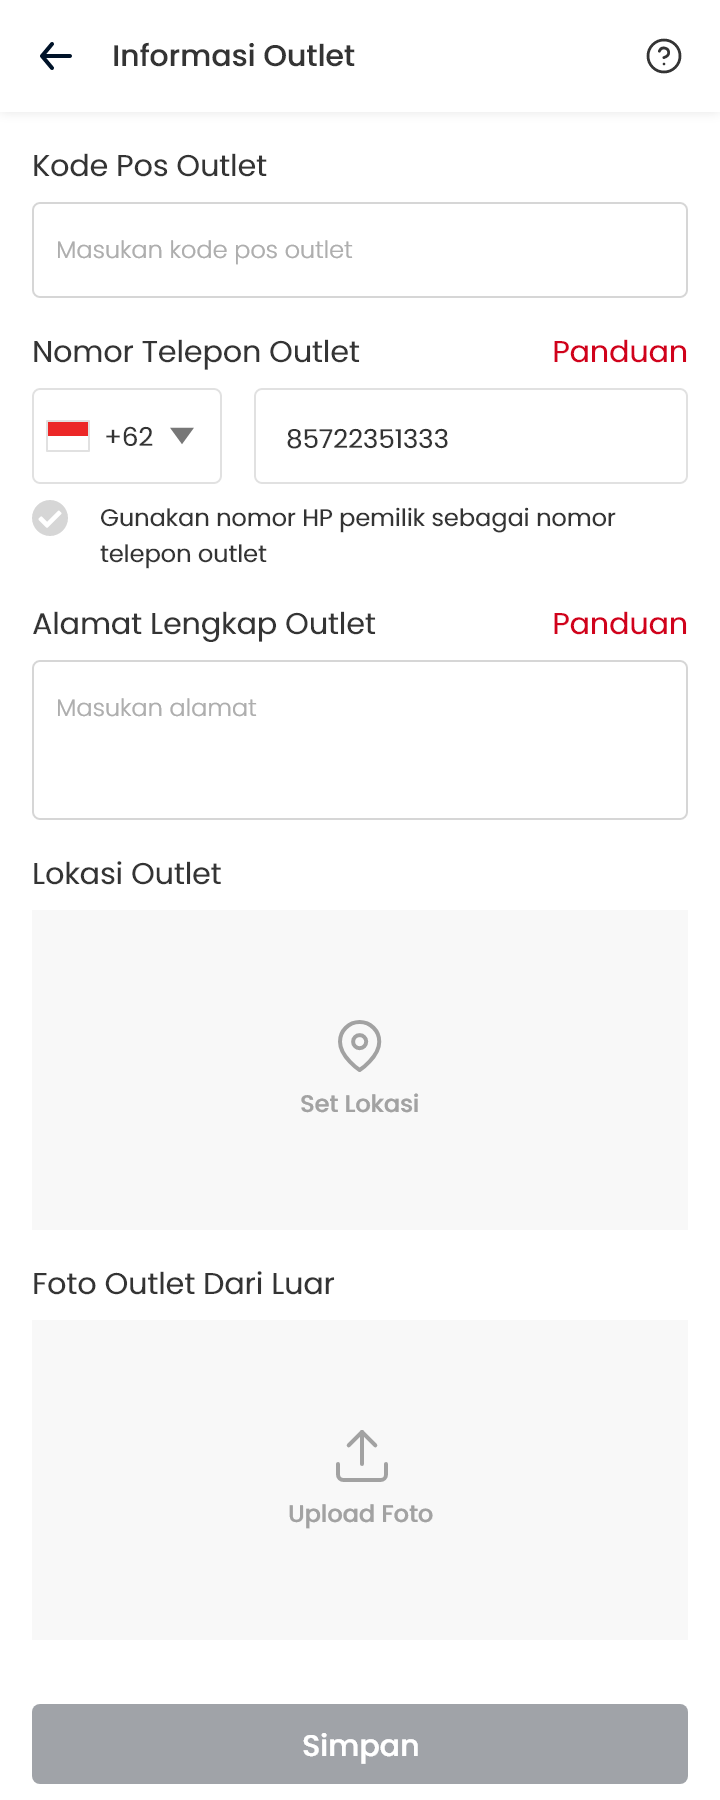 Informasi Outlet
Kode Pos Outlet
Masukan kode pos outlet
Nomor Telepon Outlet
Panduan
+62
85722351333
Gunakan nomor HP pemilik sebagai nomor
telepon outlet
Alamat Lengkap Outlet
Panduan
Masukan alamat
Lokasi Outlet
Set Lokasi
Foto Outlet Dari Luar
Upload Foto
Simpan